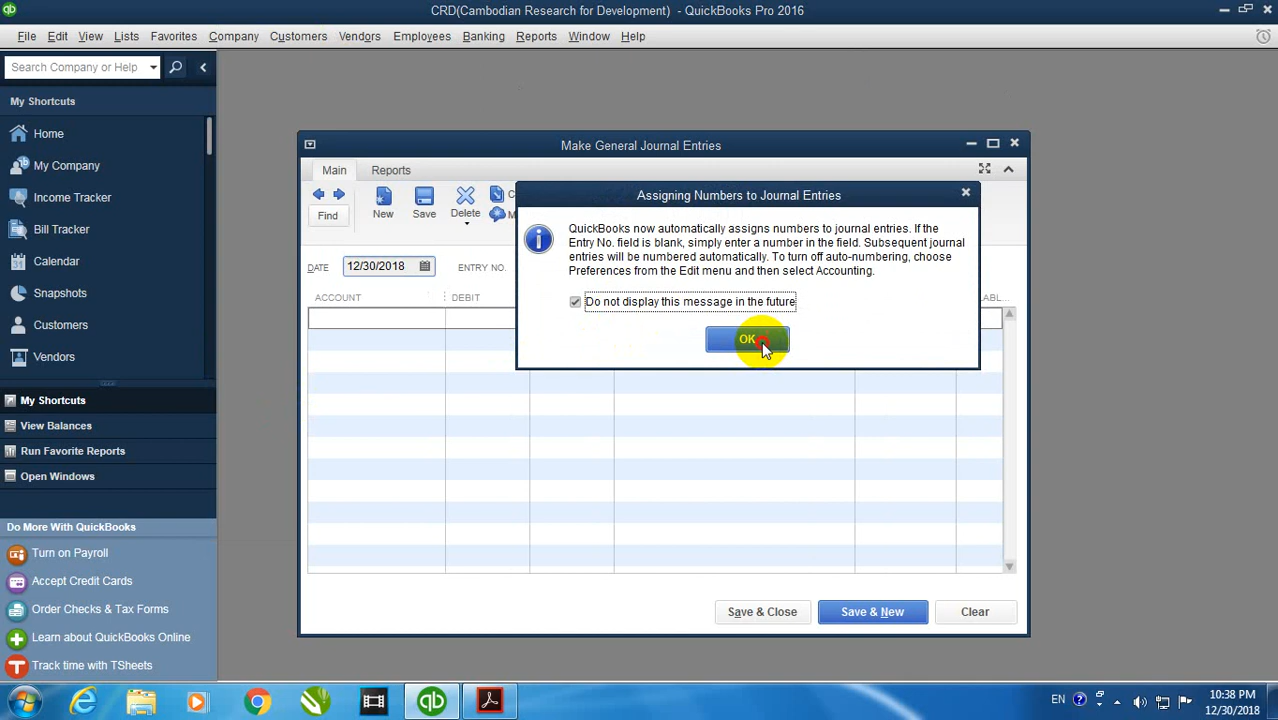 CRD(Cambodian Research for Development) - QuickBooks Pro 2016
File Edit View Lists Favorites Company Customers Vendors Employees Banking Reports Window Help
Search Company or Help
My Shortcuts
Home
My Company
Income Tracker
Bill Tracker
Calendar
Snapshots
Customers
Vendors
My Shortcuts
View Balances
Run Favorite Reports
Open Windows
Do More With QuickBooks
Turn on Payroll
Accept Credit Cards
Order Checks & Tax Forms
Learn about QuickBooks Online
Track time with TSheets
Make General Journal Entries
Main Reports
Find
New
Save
Delete
C
M
DATE 12/30/2018 ENTRY NO.
ACCOUNT DEBIT LABL...
Assigning Numbers to Journal Entries
QuickBooks now automatically assigns numbers to journal entries. If the
Entry No. field is blank, simply enter a number in the field. Subsequent journal
entries will be numbered automatically. To turn off auto-numbering, choose
Preferences from the Edit menu and then select Accounting.
Do not display this message in the future
OK
Save & Close Save & New Clear
EN
10:38 PM
12/30/2018